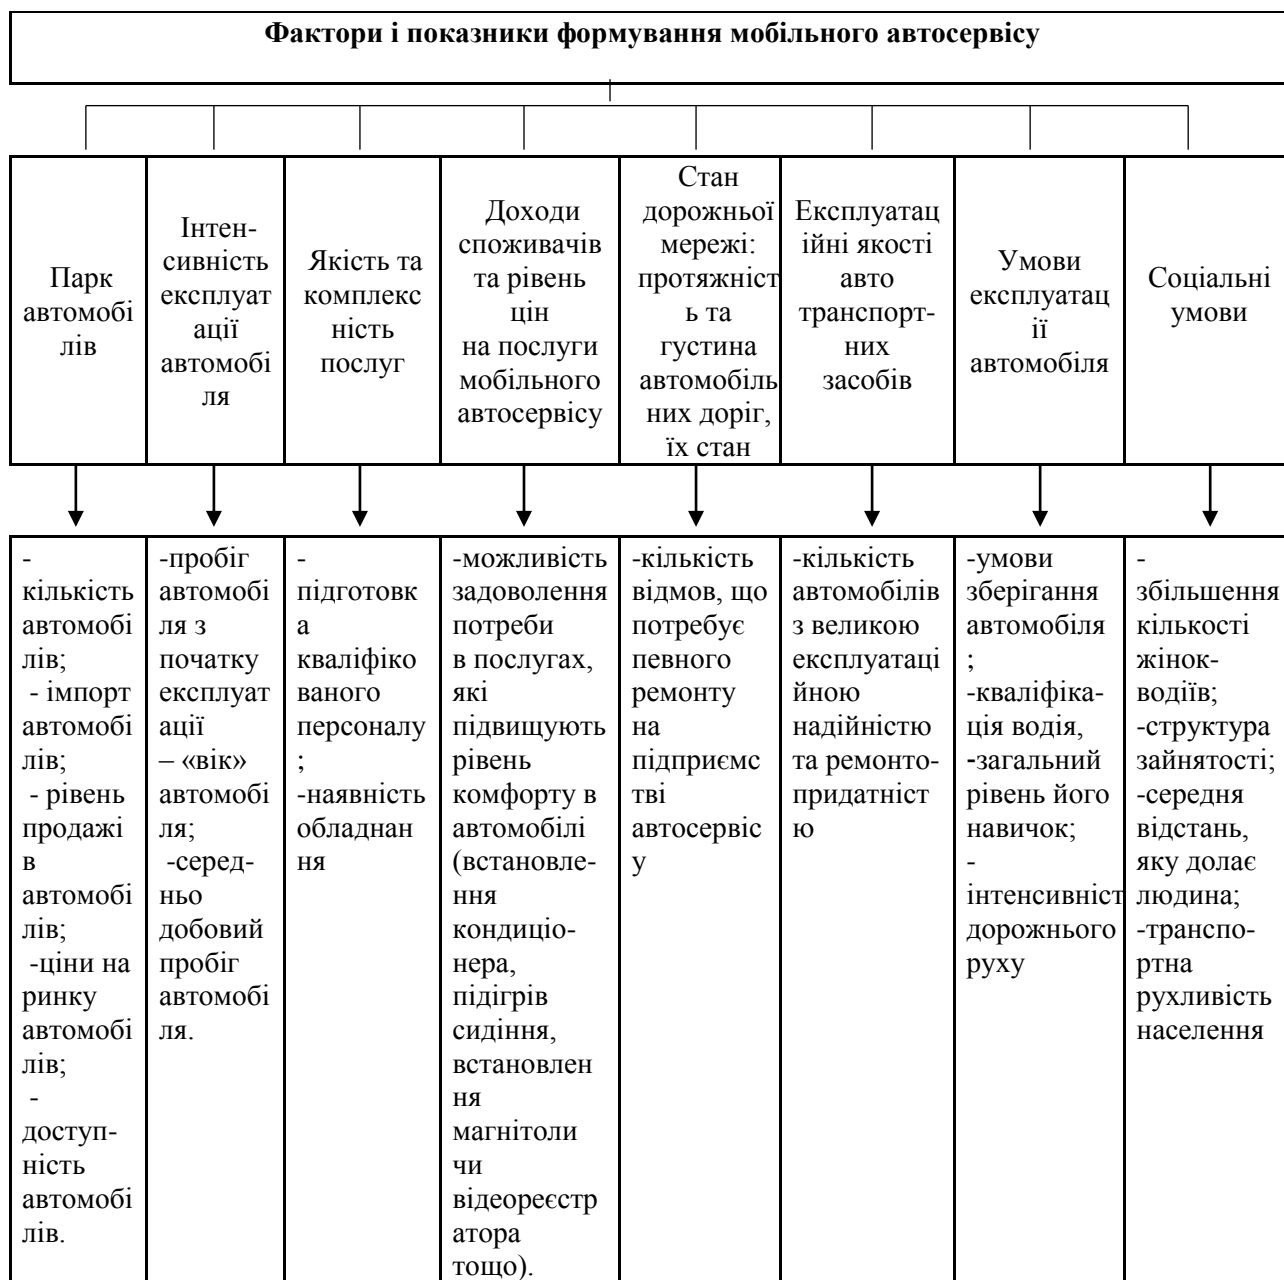 Фактори і показники формування мобільного автосервісу
Парк
автомобі
лів
Інтен-
сивність
експлуат
ації
автомобі
ля
Якість та
комплекс
ність
послуг
Доходи
споживачів
та рівень
цін
на послуги
мобільного
автосервісу
Стан
дорожньої
мережі:
протяжніст
ь та
густина
автомобіль
них доріг,
їх стан
Експлуатац
ійні якості
авто
транспорт-
них
засобів
Умови
експлуатац
ії
автомобіля
Соціальні
умови
-
кількість
автомобі
лів;
- імпорт
автомобі
лів;
- рівень
продажі
в
автомобі
лів;
-ціни на
ринку
автомобі
лів;
-
доступ-
ність
автомобі
лів.
-пробіг
автомобі
ля з
початку
експлуат
ації
– «вік»
автомобі
ля;
-серед-
ньо
добовий
пробіг
автомобі
ля.
-
підготовк
а
кваліфіко
ваного
персоналу
;
-наявність
обладнан
ня
-можливість
задоволення
потреби
в послугах,
які
підвищують
рівень
комфорту в
автомобілі
(встановле-
ння
кондиціо-
нера,
підігрів
сидіння,
встановлен
ня
магнітоли
чи
відеореєстр
атора
тощо).
-кількість
відмов, що
потребує
певного
ремонту
на
підприємс
тві
автосервіс
у
-кількість
автомобілів
з великою
експлуатаці
йною
надійністю
та ремонто-
придатніст
ю
-умови
зберігання
автомобіля
;
-кваліфіка-
ція водія,
-загальний
рівень його
навичок;
-
інтенсивніст
дорожнього
руху
-
збільшення
кількості
жінок-
водіїв;
-структура
зайнятості;
-середня
відстань,
яку долає
людина;
-транспо-
ртна
рухливість
населення